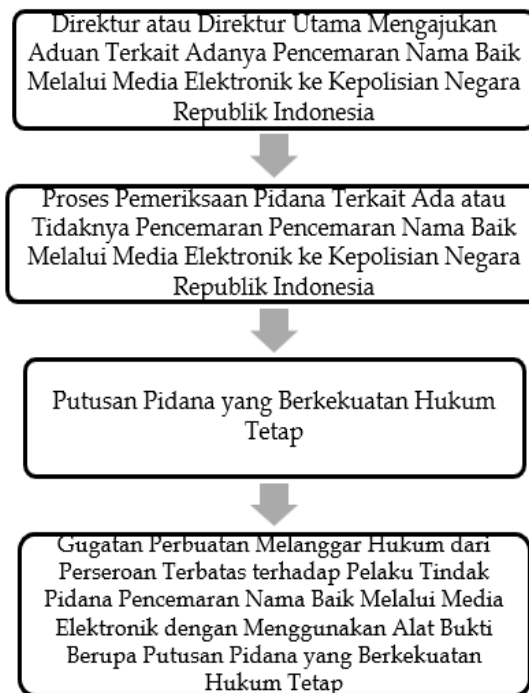 Direktur atau Direktur Utama Mengajukan
Aduan Terkait Adanya Pencemaran Nama Baik
Melalui Media Elektronik ke Kepolisian Negara
Republik Indonesia
Proses Pemeriksaan Pidana Terkait Ada atau
Tidaknya Pencemaran Pencemaran Nama Baik
Melalui Media Elektronik ke Kepolisian Negara
Republik Indonesia
Putusan Pidana yang Berkekuatan Hukum
Tetap
Gugatan Perbuatan Melanggar Hukum dari
Perseroan Terbatas terhadap Pelaku Tindak
Pidana Pencemaran Nama Baik Melalui Media
Elektronik dengan Menggunakan Alat Bukti
Berupa Putusan Pidana yang Berkekuatan
Hukum Tetap